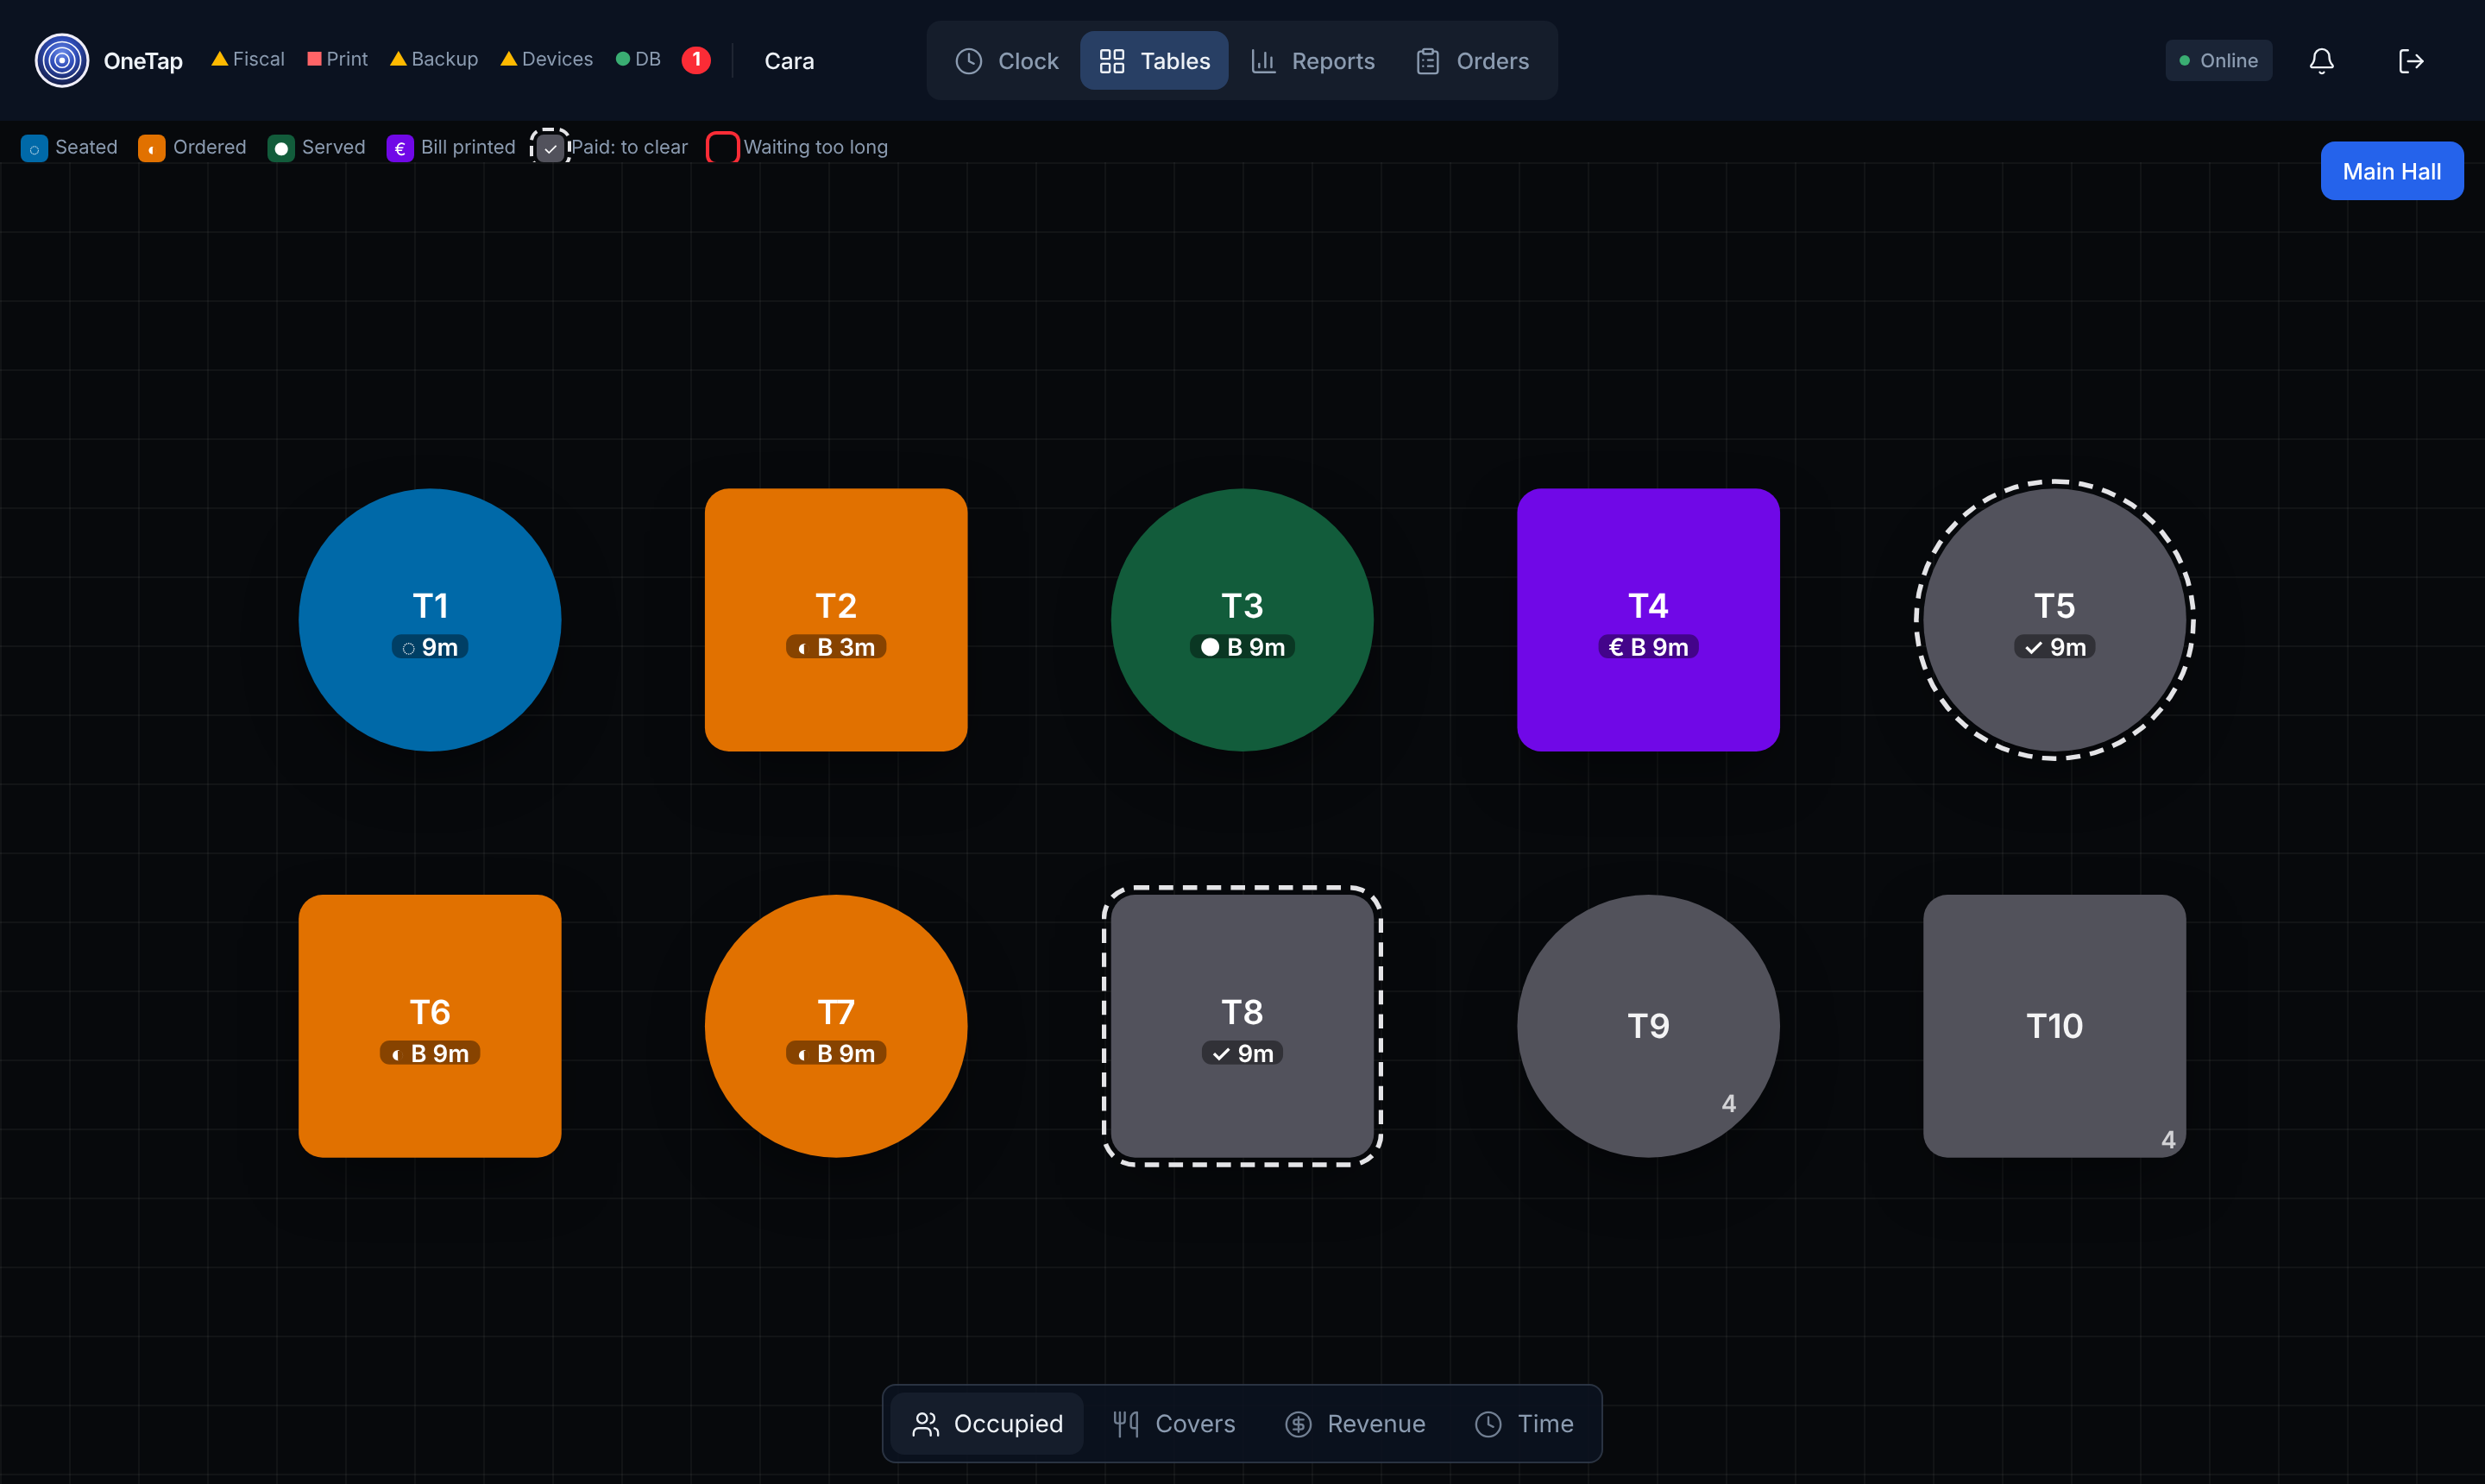 OneTap Fiscal Print Backup Devices DB 1 Cara Clock Tables Reports Orders Online
Seated Ordered Served € Bill printed ✓ Paid: to clear Waiting too long
Main Hall
T1 T2 T3 T4 T5
9m B 3m B 9m € B 9m ✓ 9m
T6 T7 T8 T9 T10
B 9m B 9m ✓ 9m
4 4
Occupied Covers Revenue Time